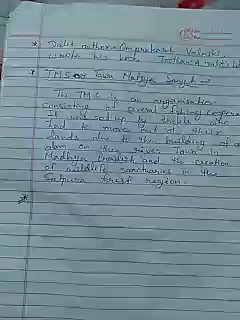 * Dalit author - Omprakash Valmiki
wrote his book Joothan
* TMS or Tawa Matsya Sangh →
The TMS is an organisation
consisting of several fishing coopera
It was set up by tribals who
had to move out of their
lands due to the building of a
dam on the river Tawa in
Madhya Pradesh and the creation
of wildlife sanctuaries in the
Satpura forest region.
*